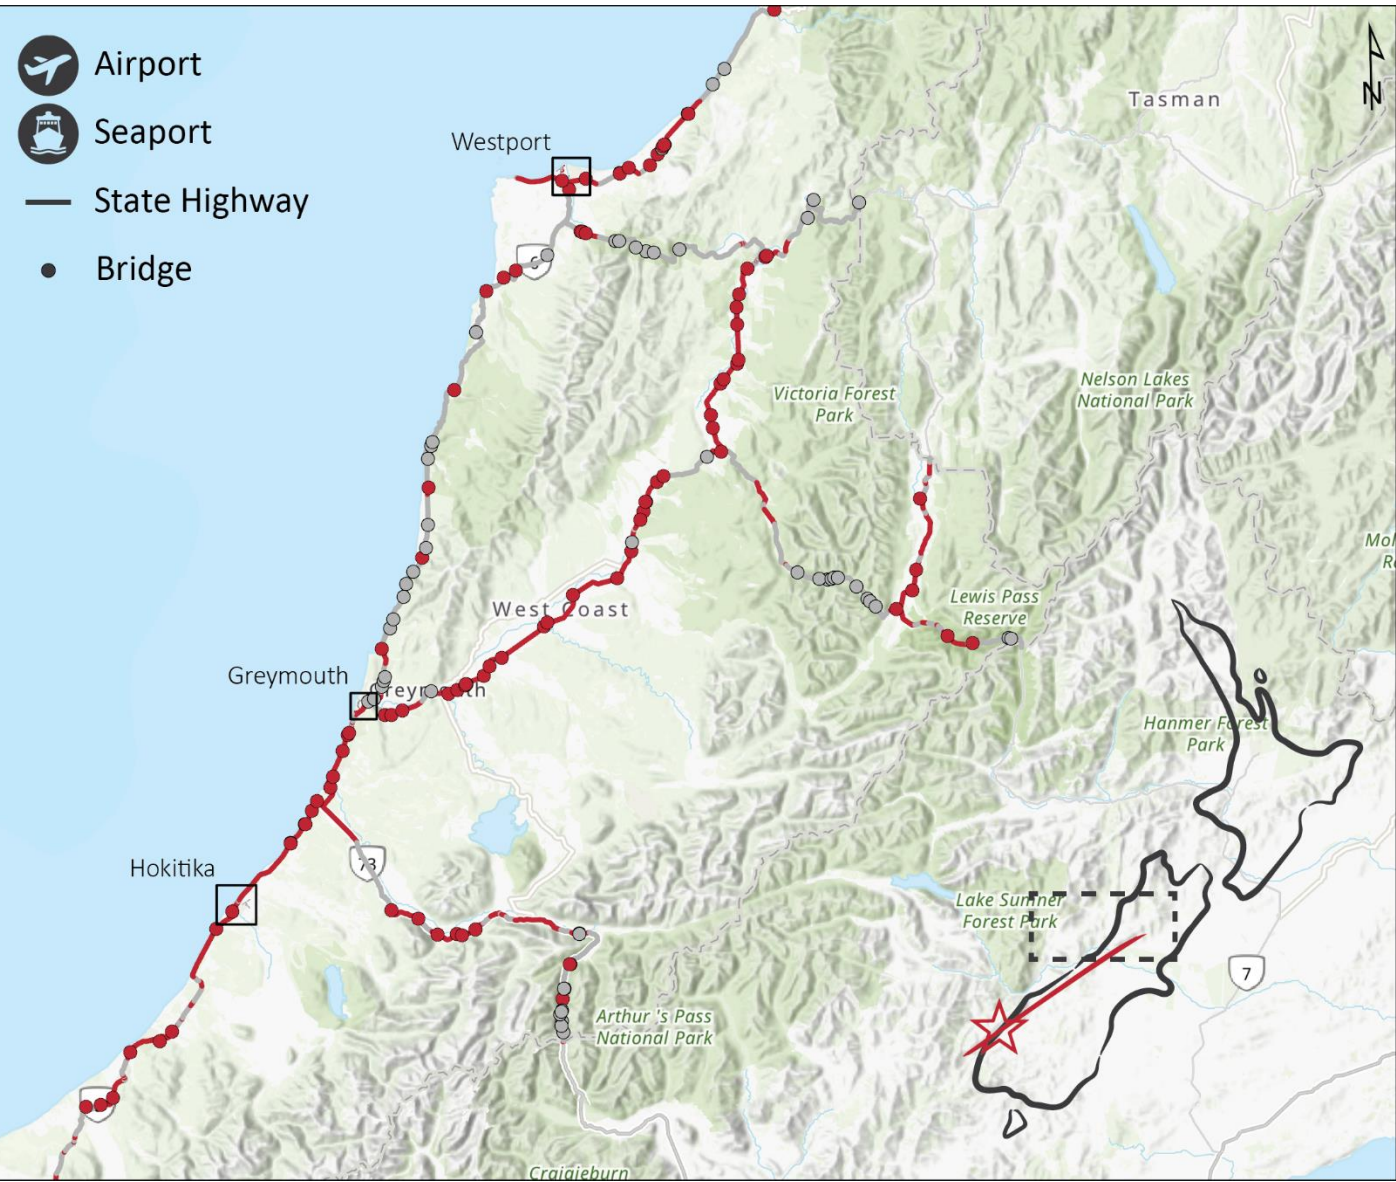 Airport
Seaport
State Highway
Bridge
N
Tasman
Westport
6
Victoria Forest
Park
Nelson Lakes
National Park
West Coast
Lewis Pass
Reserve
Greymouth
Hanmer Forest
Park
73
Hokitika
Lake Sumner
Forest Park
7
Arthur 's Pass
National Park